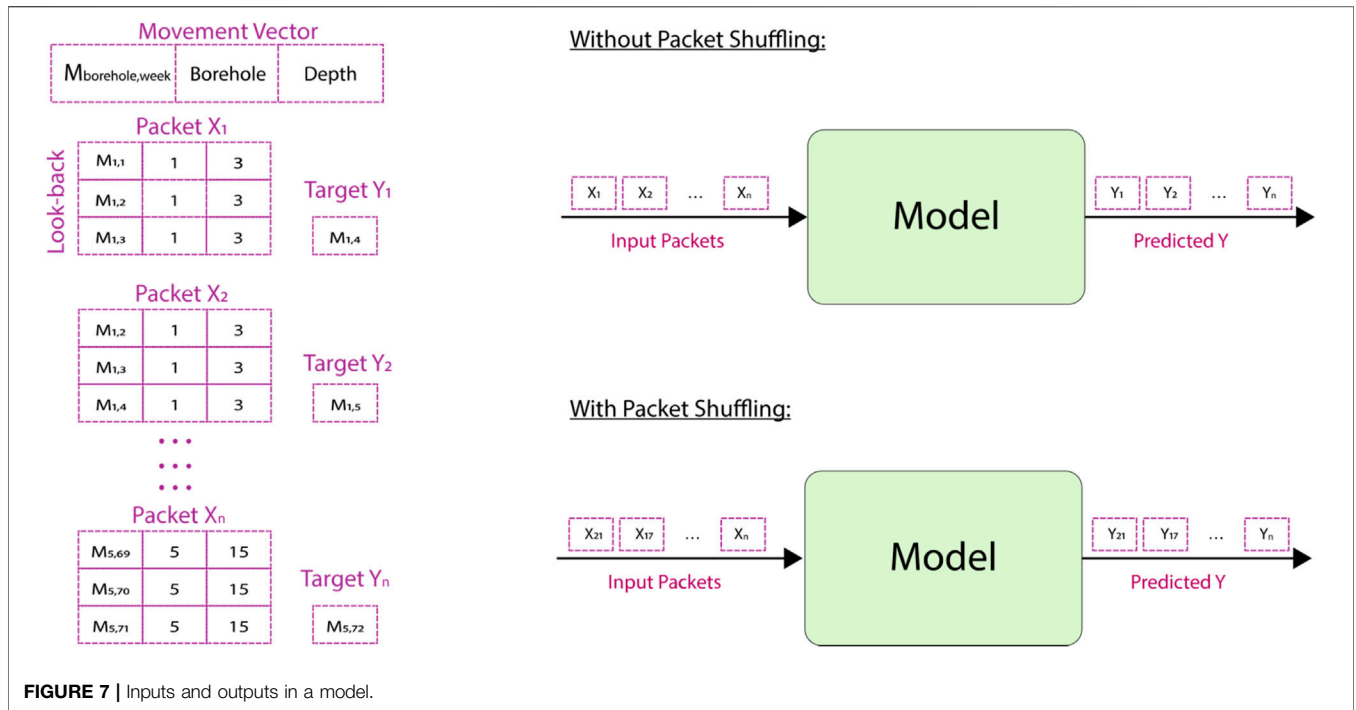 Movement Vector
Mborehole,week Borehole Depth
Packet X₁
Look-back
M₁,₁ 1 3
M₁,₂ 1 3
M₁,₃ 1 3
Target Y₁
M₁,₄
Packet X₂
M₁,₂ 1 3
M₁,₃ 1 3
M₁,₄ 1 3
Target Y₂
M₁,₅
Packet Xₙ
M₅,₆₉ 5 15
M₅,₇₀ 5 15
M₅,₇₁ 5 15
Target Yₙ
M₅,₇₂
Without Packet Shuffling:
X₁ X₂ ... Xₙ
Input Packets
Model
Y₁ Y₂ ... Yₙ
Predicted Y
With Packet Shuffling:
X₂₁ X₁₇ ... Xₙ
Input Packets
Model
Y₂₁ Y₁₇ ... Yₙ
Predicted Y
FIGURE 7 | Inputs and outputs in a model.